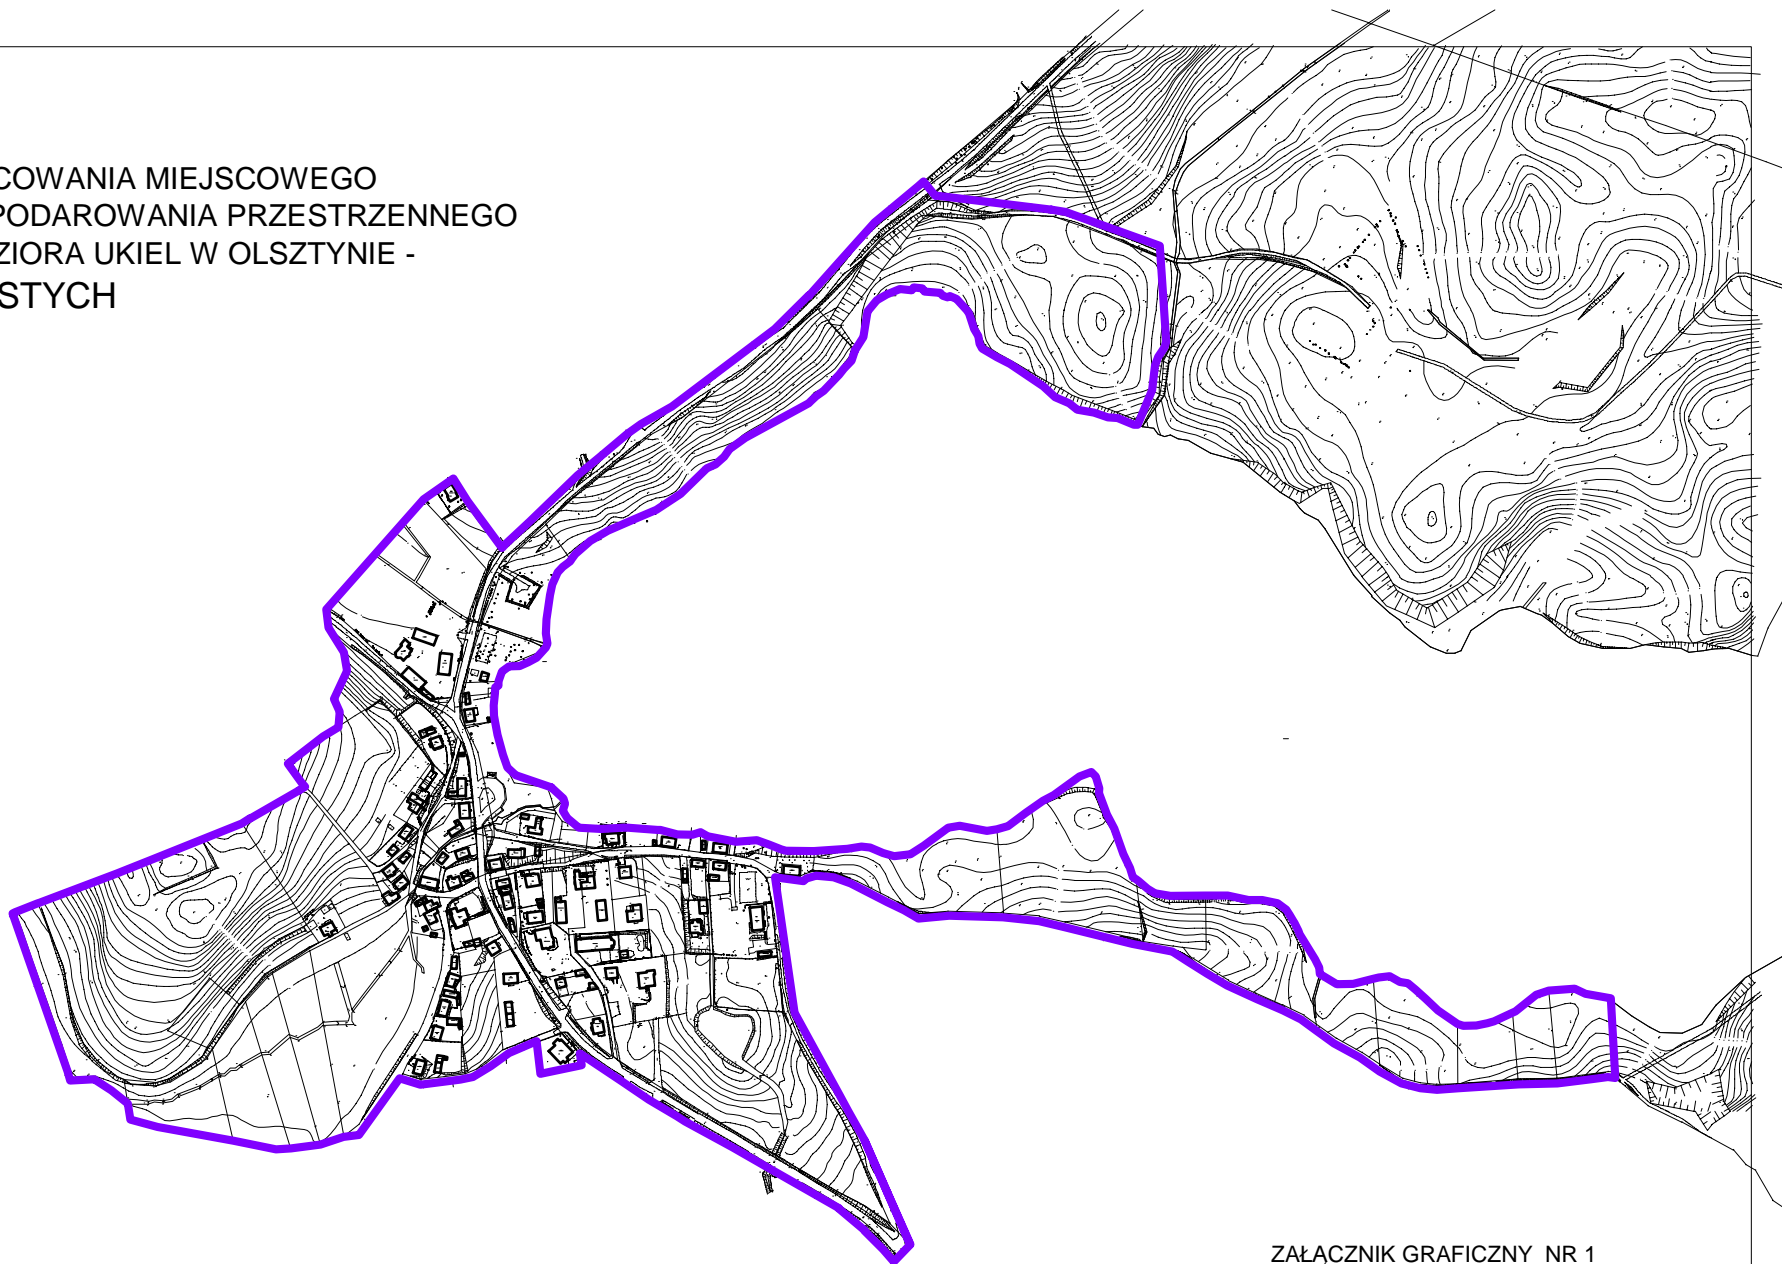 COWANIA MIEJSCOWEGO
PODAROWANIA PRZESTRZENNEGO
ZIORA UKIEL W OLSZTYNIE -
STYCH
ZAŁĄCZNIK GRAFICZNY NR 1